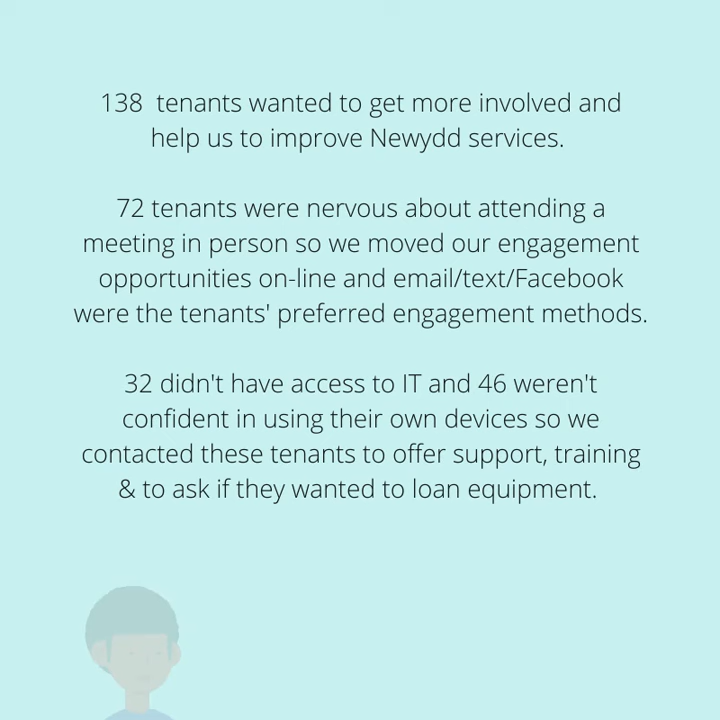 138 tenants wanted to get more involved and
help us to improve Newydd services.
72 tenants were nervous about attending a
meeting in person so we moved our engagement
opportunities on-line and email/text/Facebook
were the tenants' preferred engagement methods.
32 didn't have access to IT and 46 weren't
confident in using their own devices so we
contacted these tenants to offer support, training
& to ask if they wanted to loan equipment.